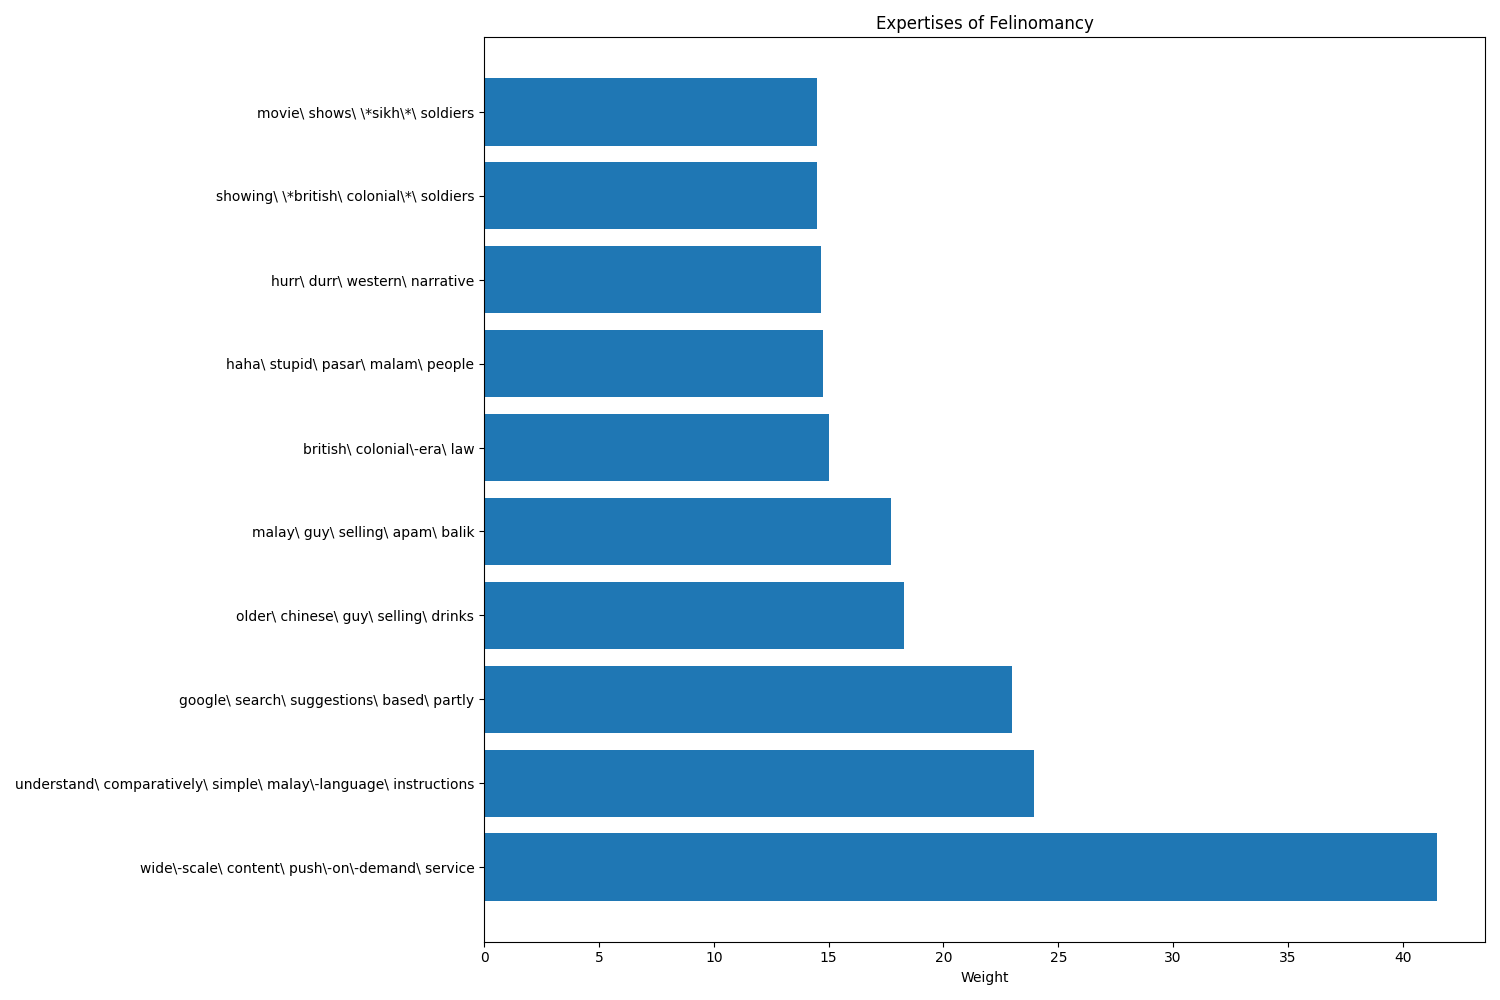 Expertises of Felinomancy
movie\ shows\ \*sikh\*\ soldiers
showing\ \*british\ colonial\*\ soldiers
hurr\ durr\ western\ narrative
haha\ stupid\ pasar\ malam\ people
british\ colonial\-era\ law
malay\ guy\ selling\ apam\ balik
older\ chinese\ guy\ selling\ drinks
google\ search\ suggestions\ based\ partly
understand\ comparatively\ simple\ malay\-language\ instructions
wide\-scale\ content\ push\-on\-demand\ service
0 5 10 15 20 25 30 35 40
Weight